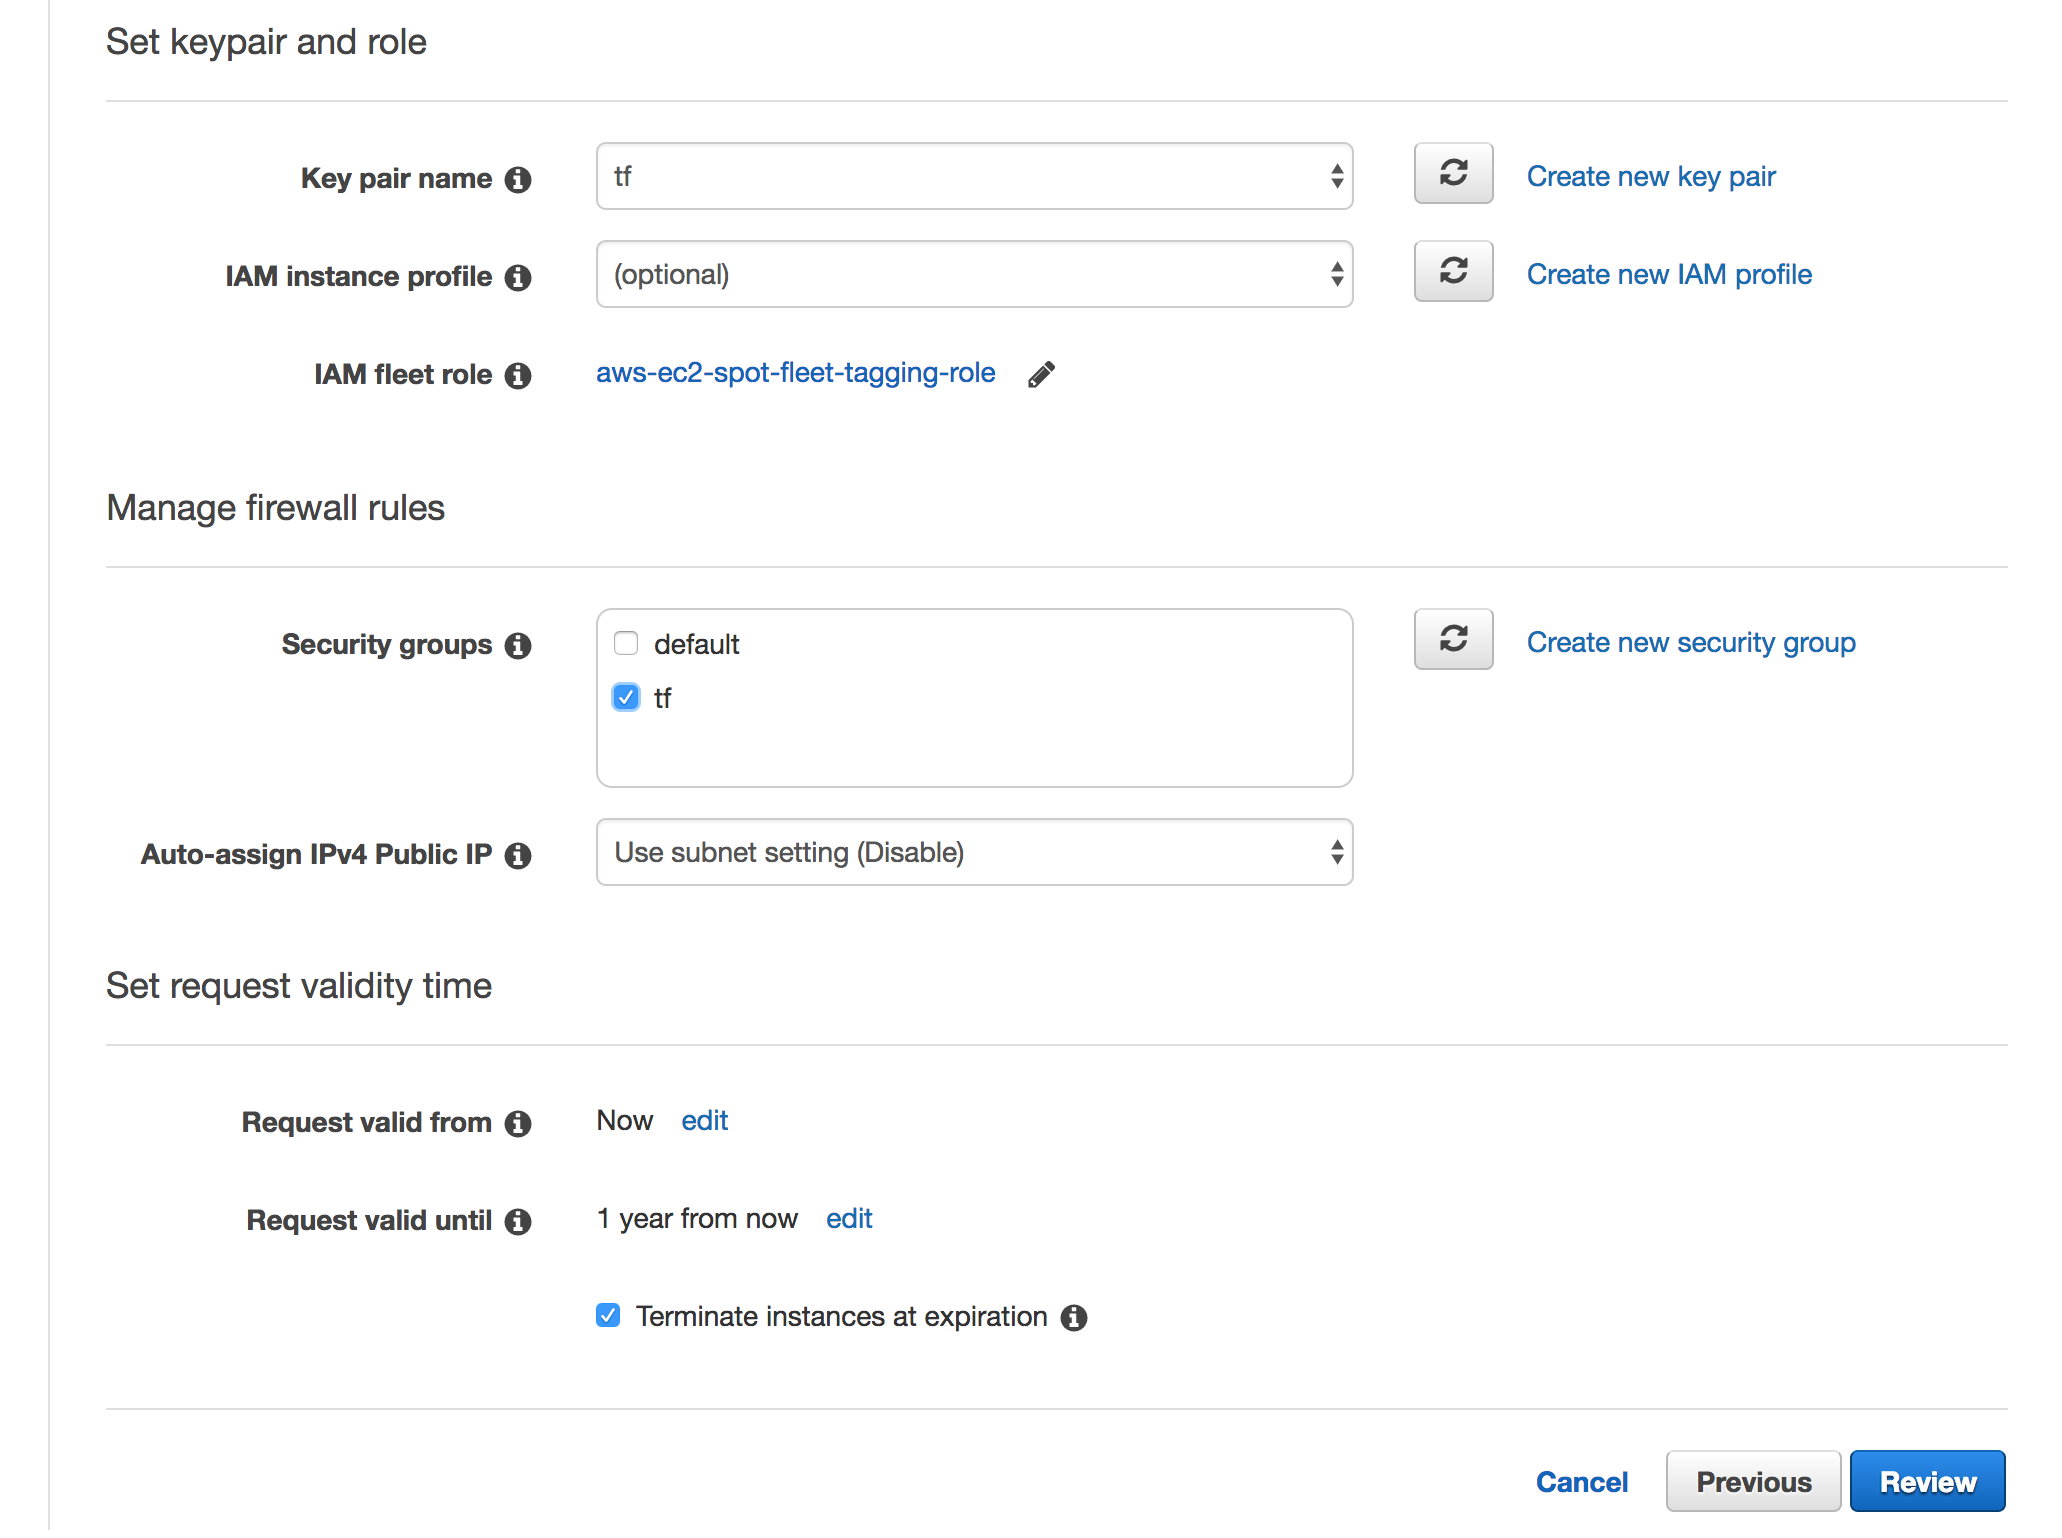 Set keypair and role
Key pair name
tf
Create new key pair
IAM instance profile
(optional)
Create new IAM profile
IAM fleet role
aws-ec2-spot-fleet-tagging-role
Manage firewall rules
Security groups
default
Create new security group
tf
Auto-assign IPv4 Public IP
Use subnet setting (Disable)
Set request validity time
Request valid from
Now edit
Request valid until
1 year from now edit
Terminate instances at expiration
Cancel
Previous
Review